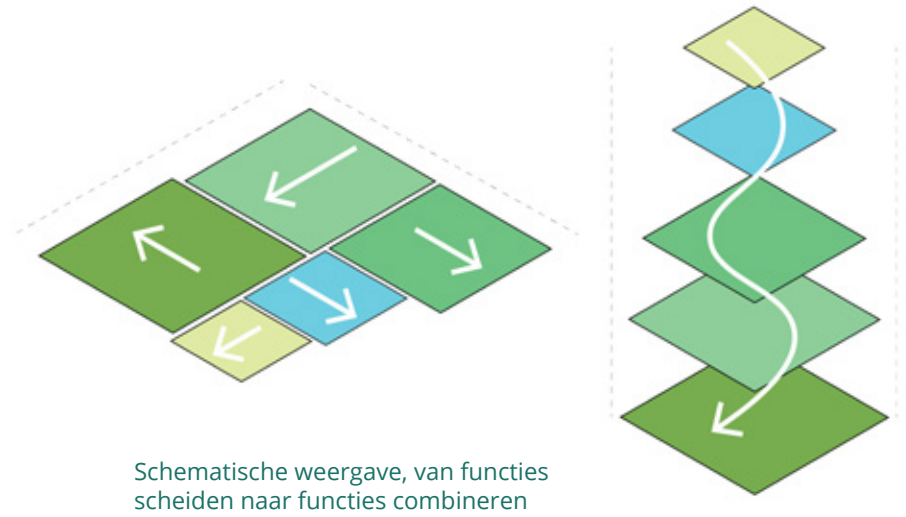 Schematische weergave, van functies
scheiden naar functies combineren